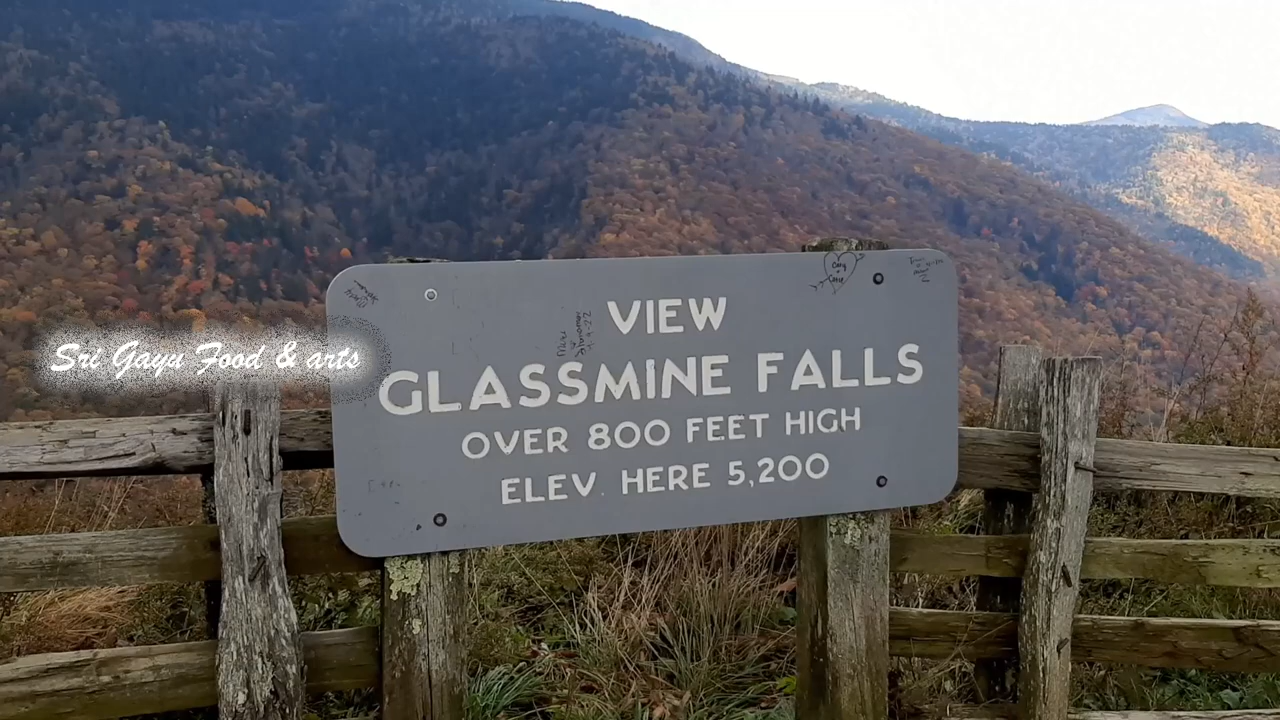 VIEW
GLASSMINE FALLS
OVER 800 FEET HIGH
ELEV. HERE 5,200
Sri Gayu Food & arts